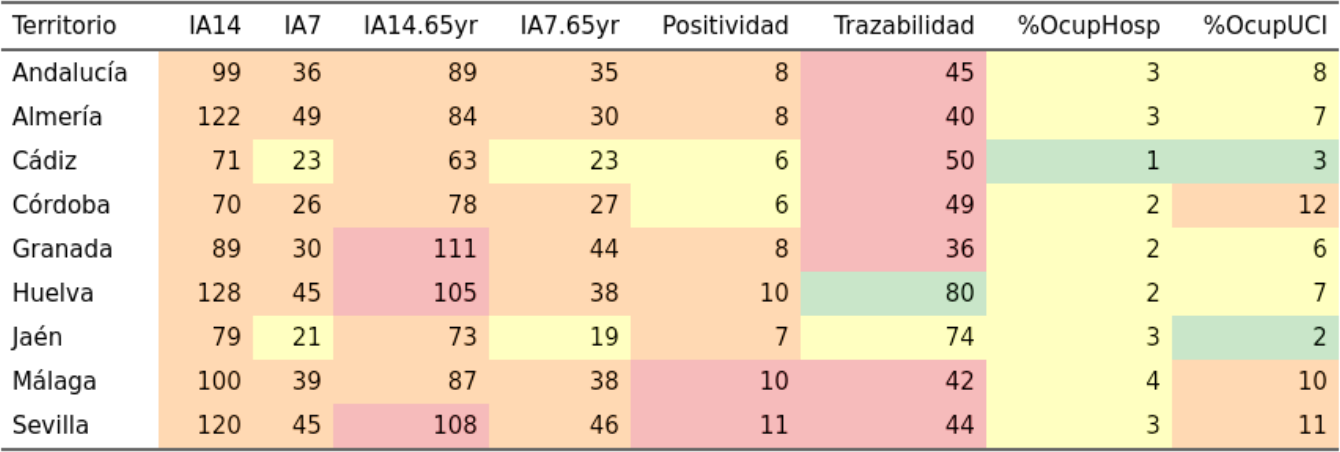 Territorio IA14 IA7 IA14.65yr IA7.65yr Positividad Trazabilidad %OcupHosp %OcupUCI
Andalucía 99 36 89 35 8 45 3 8
Almería 122 49 84 30 8 40 3 7
Cádiz 71 23 63 23 6 50 1 3
Córdoba 70 26 78 27 6 49 2 12
Granada 89 30 111 44 8 36 2 6
Huelva 128 45 105 38 10 80 2 7
Jaén 79 21 73 19 7 74 3 2
Málaga 100 39 87 38 10 42 4 10
Sevilla 120 45 108 46 11 44 3 11